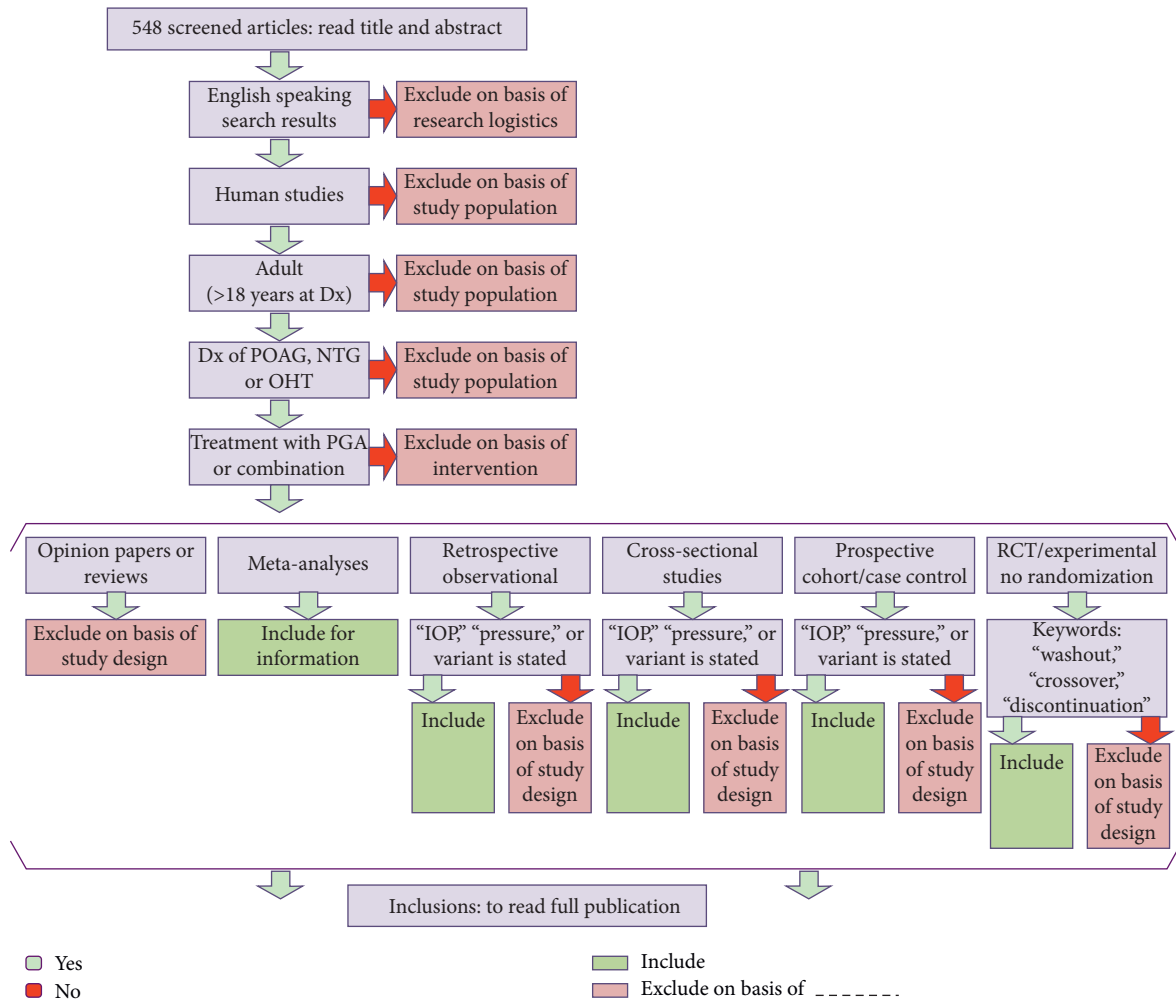 548 screened articles: read title and abstract
English speaking
search results
Exclude on basis of
research logistics
Human studies
Exclude on basis of
study population
Adult
(>18 years at Dx)
Exclude on basis of
study population
Dx of POAG, NTG
or OHT
Exclude on basis of
study population
Treatment with PGA
or combination
Exclude on basis of
intervention
Opinion papers or
reviews
Exclude on basis of
study design
Meta-analyses
Include for
information
Retrospective
observational
“IOP,” “pressure,” or
variant is stated
Include
Exclude
on basis
of study
design
Cross-sectional
studies
“IOP,” “pressure,” or
variant is stated
Include
Exclude
on basis
of study
design
Prospective
cohort/case control
“IOP,” “pressure,” or
variant is stated
Include
Exclude
on basis
of study
design
RCT/experimental
no randomization
Keywords:
“washout,”
“crossover,”
“discontinuation”
Include
Exclude
on basis
of study
design
Inclusions: to read full publication
Yes
No
Include
Exclude on basis of _ _ _ _ _ _ _